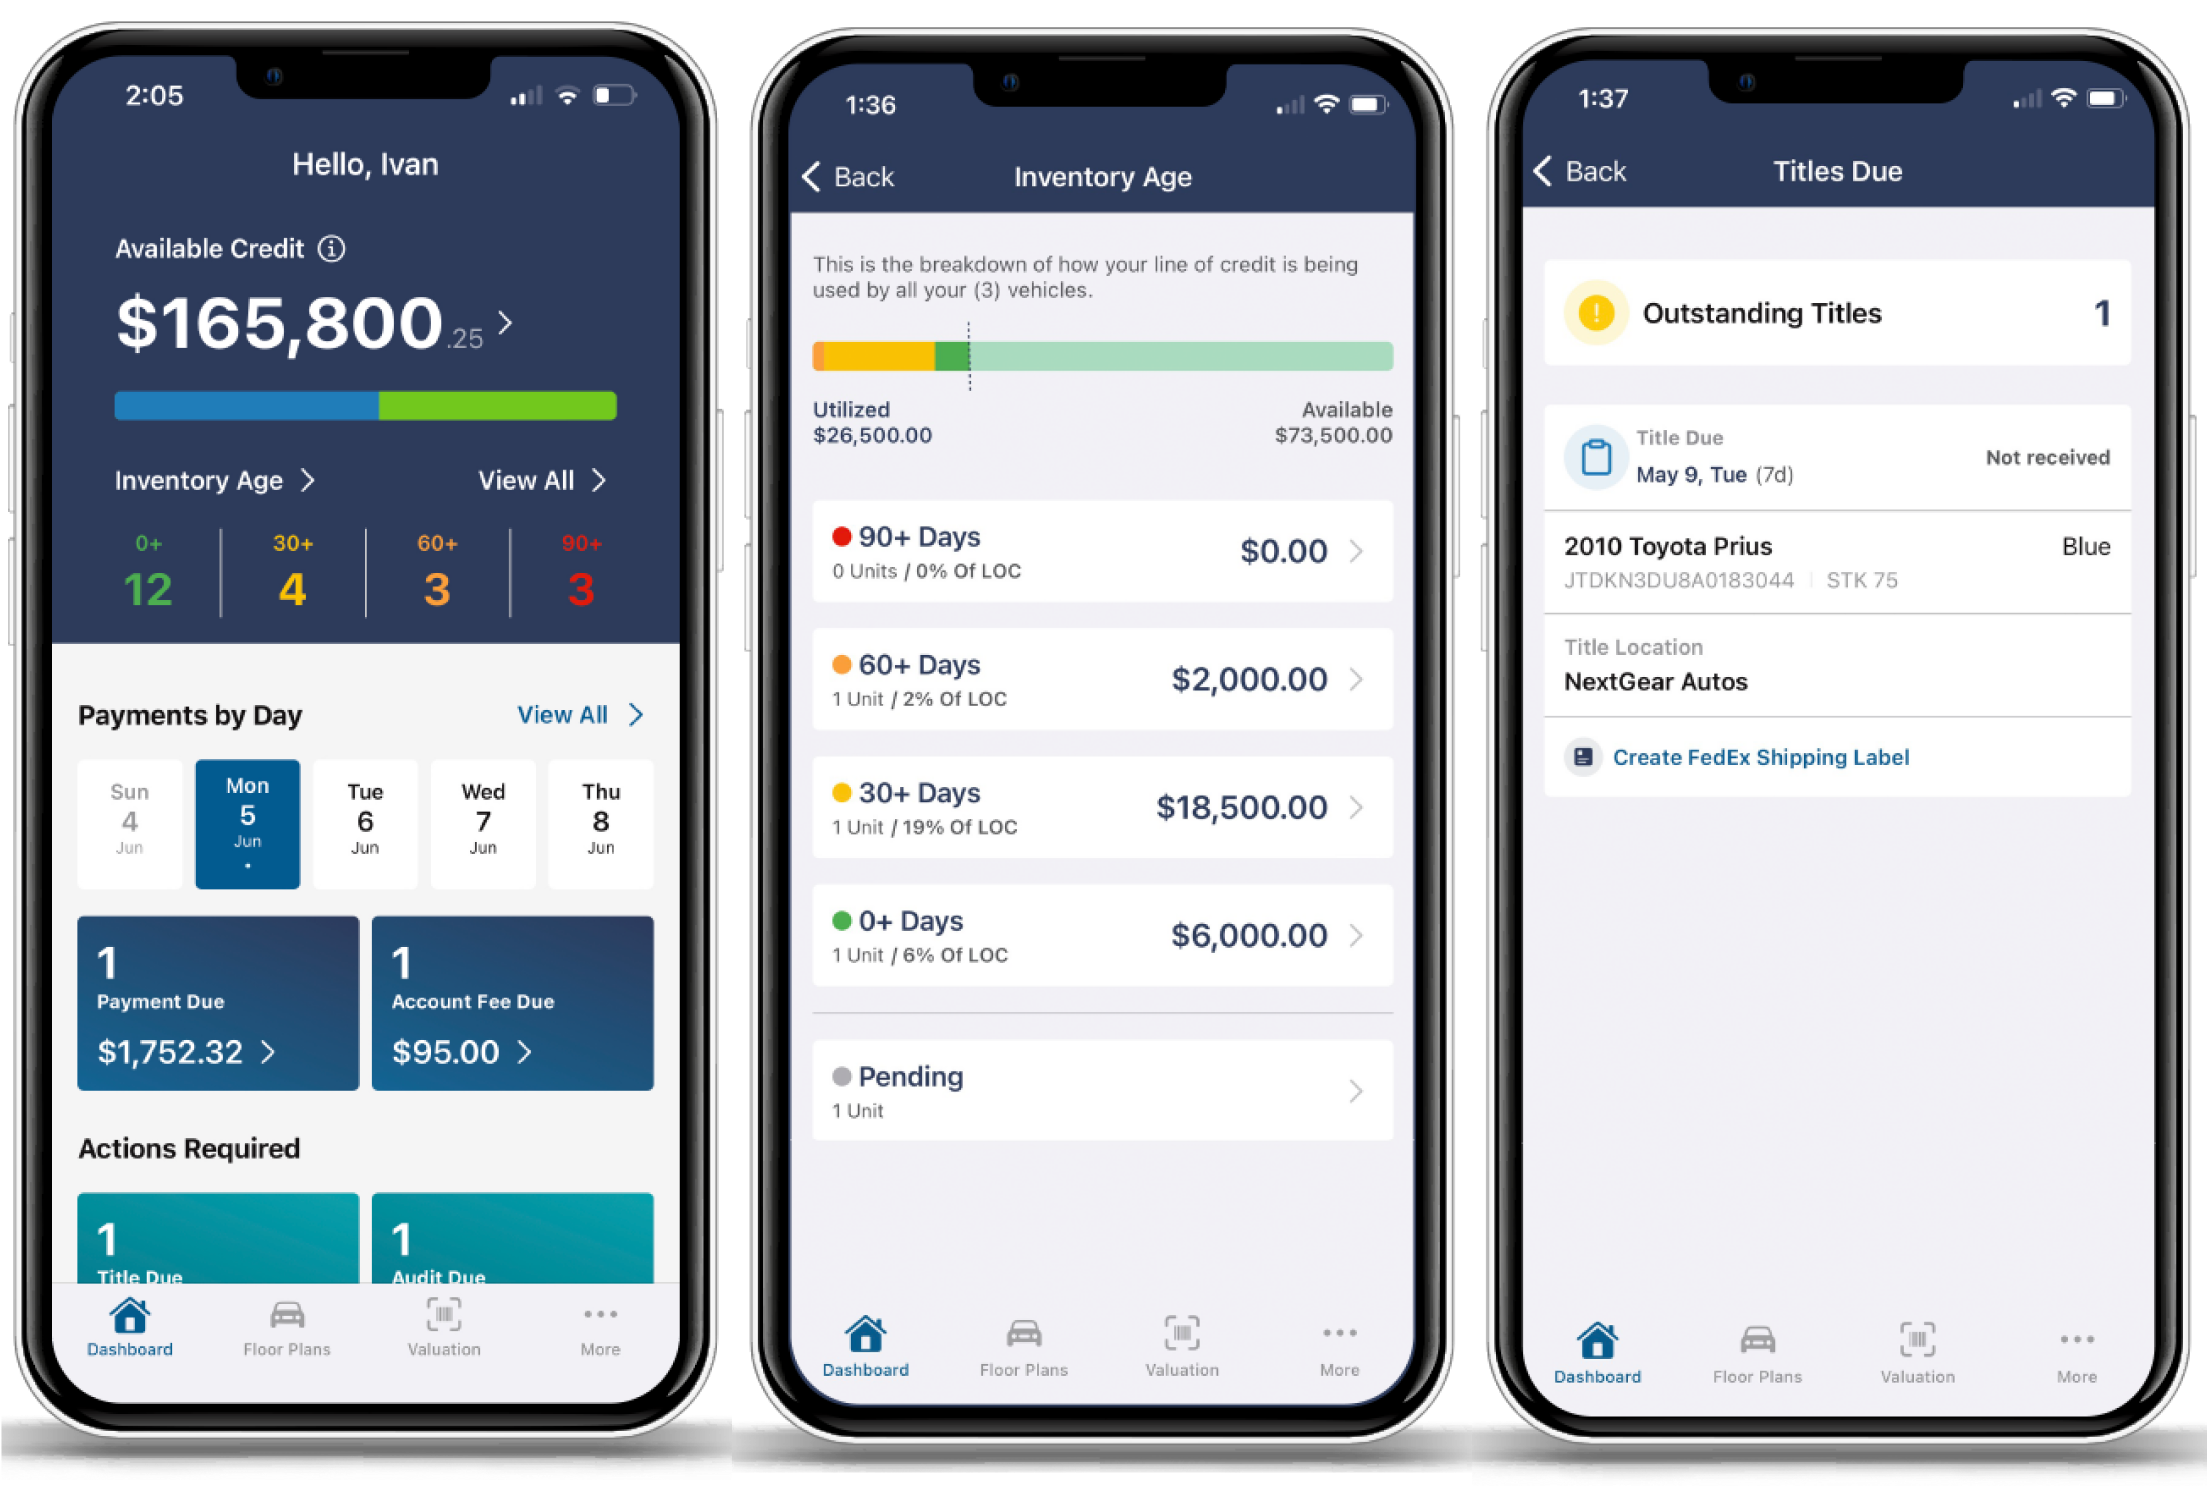 2:05
Hello, Ivan
Available Credit
$165,800.25
Inventory Age
View All
0+ 30+ 60+ 90+
12 4 3 3
Payments by Day
View All
Sun Mon Tue Wed Thu
4 5 6 7 8
Jun Jun Jun Jun Jun
1 1
Payment Due Account Fee Due
$1,752.32 $95.00
Actions Required
1 1
Title Due Audit Due
Dashboard Floor Plans Valuation More
1:36
Back Inventory Age
This is the breakdown of how your line of credit is being
used by all your (3) vehicles.
Utilized Available
$26,500.00 $73,500.00
90+ Days $0.00
0 Units / 0% Of LOC
60+ Days $2,000.00
1 Unit / 2% Of LOC
30+ Days $18,500.00
1 Unit / 19% Of LOC
0+ Days $6,000.00
1 Unit / 6% Of LOC
Pending
1 Unit
Dashboard Floor Plans Valuation More
1:37
Back Titles Due
Outstanding Titles 1
Title Due
May 9, Tue (7d) Not received
2010 Toyota Prius Blue
JTDKN3DU8A0183044 STK 75
Title Location
NextGear Autos
Create FedEx Shipping Label
Dashboard Floor Plans Valuation More